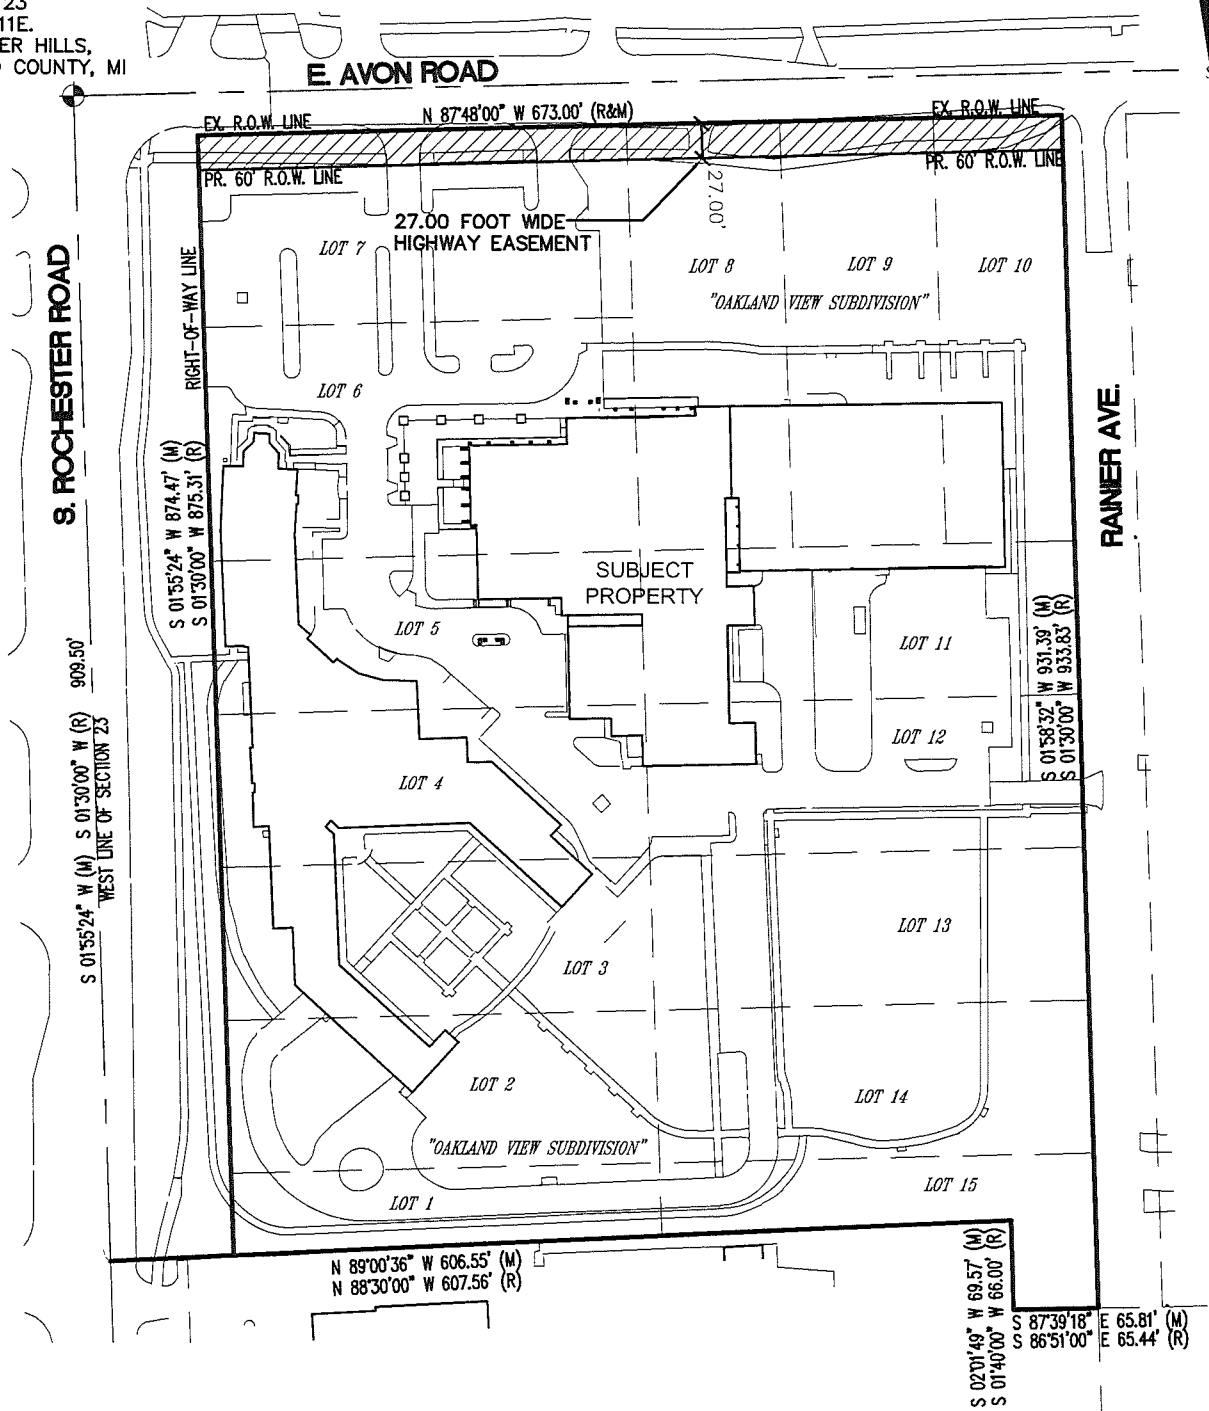 23
11E.
ER HILLS,
COUNTY, MI
E. AVON ROAD
N 87°48'00" W 673.00' (R&M)
EX. R.O.W. LINE
EX. R.O.W. LINE
PR. 60' R.O.W. LINE
PR. 60' R.O.W. LINE
27.00'
27.00 FOOT WIDE
HIGHWAY EASEMENT
LOT 7
LOT 8
LOT 9
LOT 10
"OAKLAND VIEW SUBDIVISION"
RIGHT-OF-WAY LINE
S. ROCHESTER ROAD
LOT 6
RAINIER AVE.
S 01°55'24" W 874.47' (M)
S 01°30'00" W 875.31' (R)
SUBJECT
PROPERTY
LOT 5
LOT 11
S 01°58'32" W 931.39' (M)
S 01°30'00" W 933.83' (R)
LOT 12
LOT 4
S 01°55'24" W (M) S 01°30'00" W (R) 909.50'
WEST LINE OF SECTION 23
LOT 13
LOT 3
LOT 2
LOT 14
"OAKLAND VIEW SUBDIVISION"
LOT 1
LOT 15
N 89°00'36" W 606.55' (M)
N 88°30'00" W 607.56' (R)
S 02°01'49" W 69.57' (M)
S 01°40'00" W 66.00' (R)
S 87°39'18" E 65.81' (M)
S 86°51'00" E 65.44' (R)